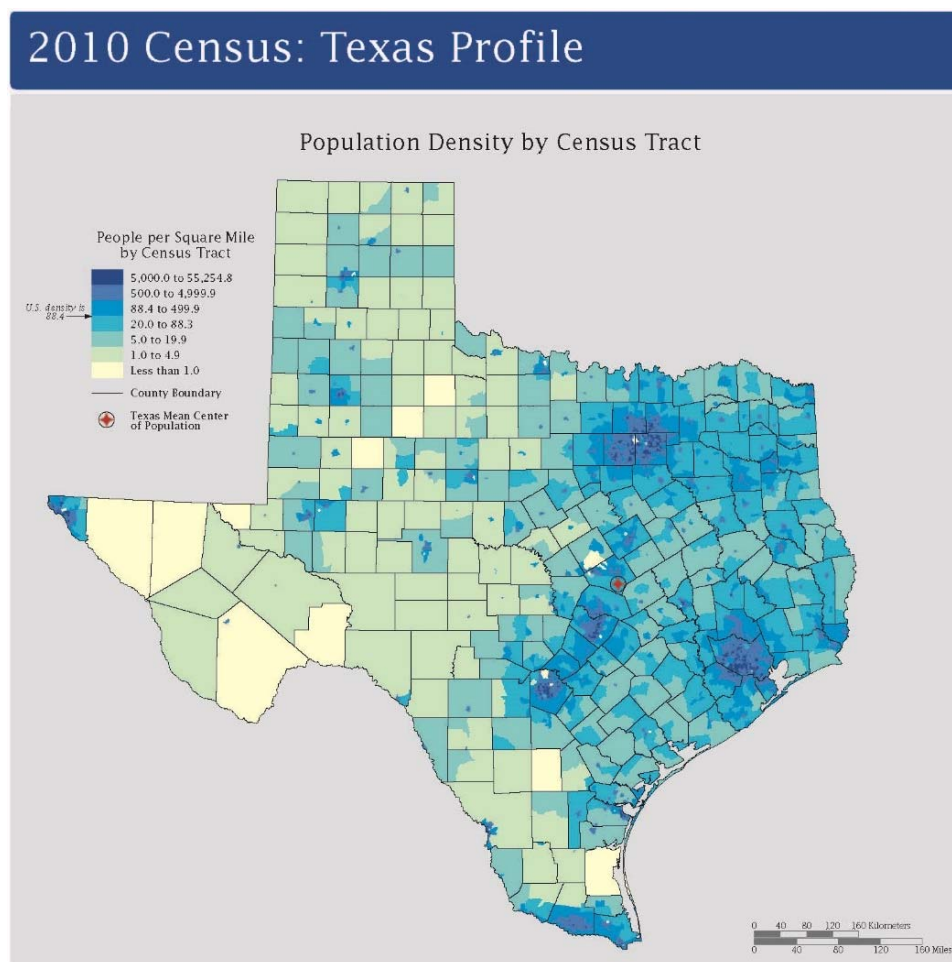 2010 Census: Texas Profile
Population Density by Census Tract
People per Square Mile
by Census Tract
5,000.0 to 55,254.8
500.0 to 4,999.9
88.4 to 499.9
20.0 to 88.3
5.0 to 19.9
1.0 to 4.9
Less than 1.0
U.S. density is
88.4
County Boundary
Texas Mean Center
of Population
0 40 80 120 160 Kilometers
0 40 80 120 160 Miles